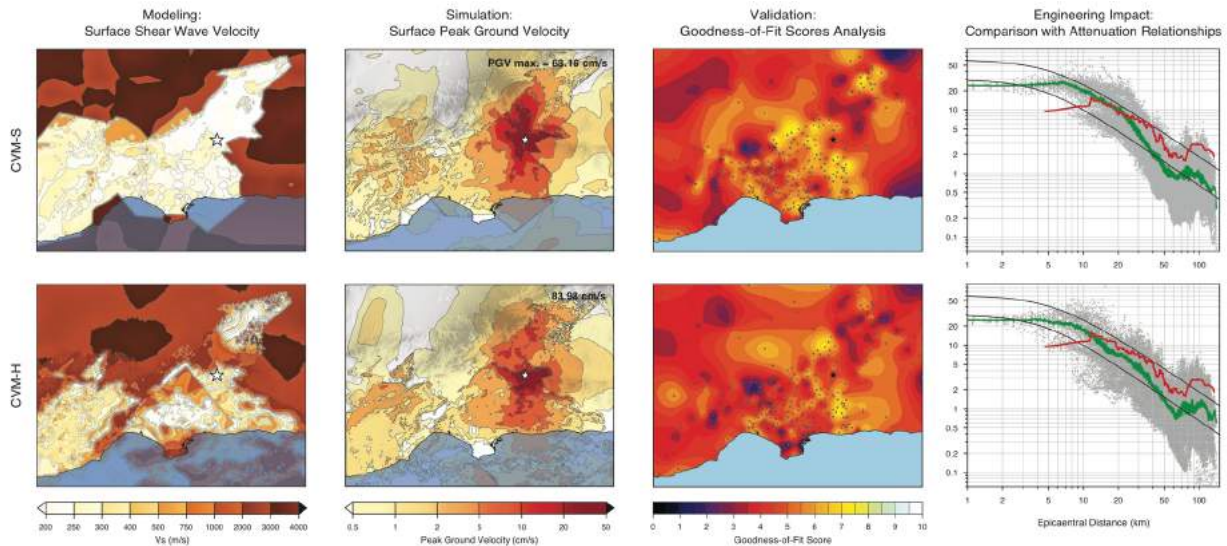 Modeling:
Surface Shear Wave Velocity
Simulation:
Surface Peak Ground Velocity
Validation:
Goodness-of-Fit Scores Analysis
Engineering Impact:
Comparison with Attenuation Relationships
CVM-S
PGV max. = 63.16 cm/s
50
20
10
5
2
1
0.5
0.2
0.1
1 2 5 10 20 50 100
CVM-H
83.98 cm/s
50
20
10
5
2
1
0.5
0.2
0.1
1 2 5 10 20 50 100
200 250 300 500 750 1000 2000 3000 4000
Vs (m/s)
0.5 1 2 5 10 20 50
Peak Ground Velocity (cm/s)
0 1 2 3 4 5 6 7 8 9 10
Goodness-of-Fit Score
Epicaentral Distance (km)